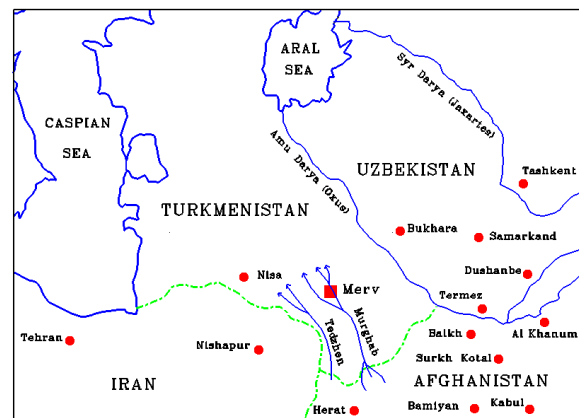 ARAL
SEA
Syr Darya (Jaxartes)
CASPIAN
SEA
Amu Darya (Oxus)
UZBEKISTAN
Tashkent
TURKMENISTAN
Bukhara
Samarkand
Nisa
Merv
Dushanbe
Termez
Tedzhen
Murghab
Tehran
Nishapur
Balkh
Al Khanum
Surkh Kotal
IRAN
AFGHANISTAN
Herat
Bamiyan
Kabul